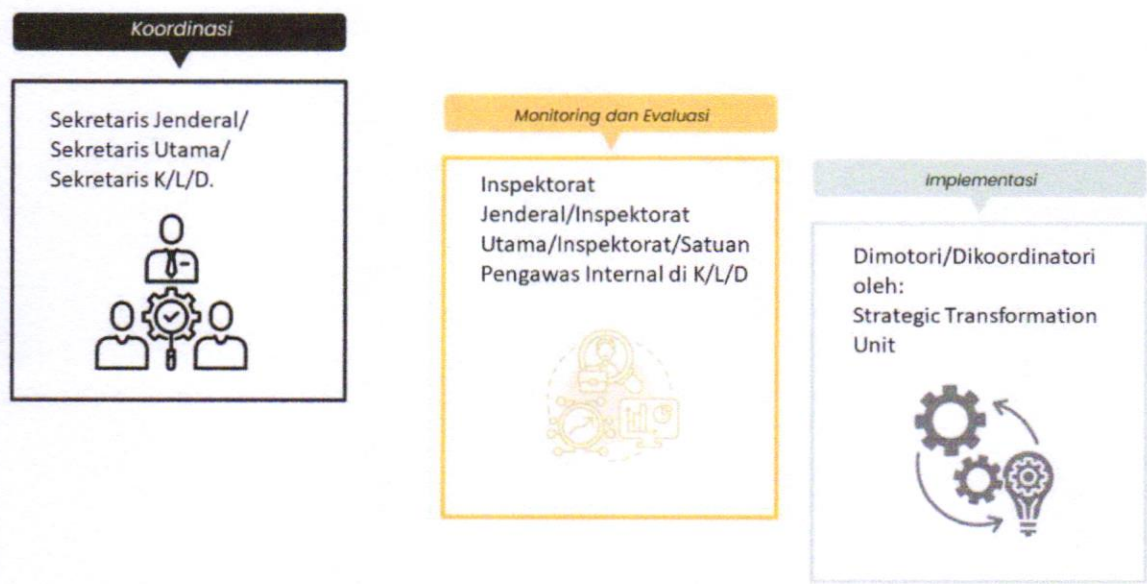 Koordinasi
Sekretaris Jenderal/
Sekretaris Utama/
Sekretaris K/L/D.
Monitoring dan Evaluasi
Inspektorat
Jenderal/Inspektorat
Utama/Inspektorat/Satuan
Pengawas Internal di K/L/D
Implementasi
Dimotori/Dikoordinatori
oleh:
Strategic Transformation
Unit